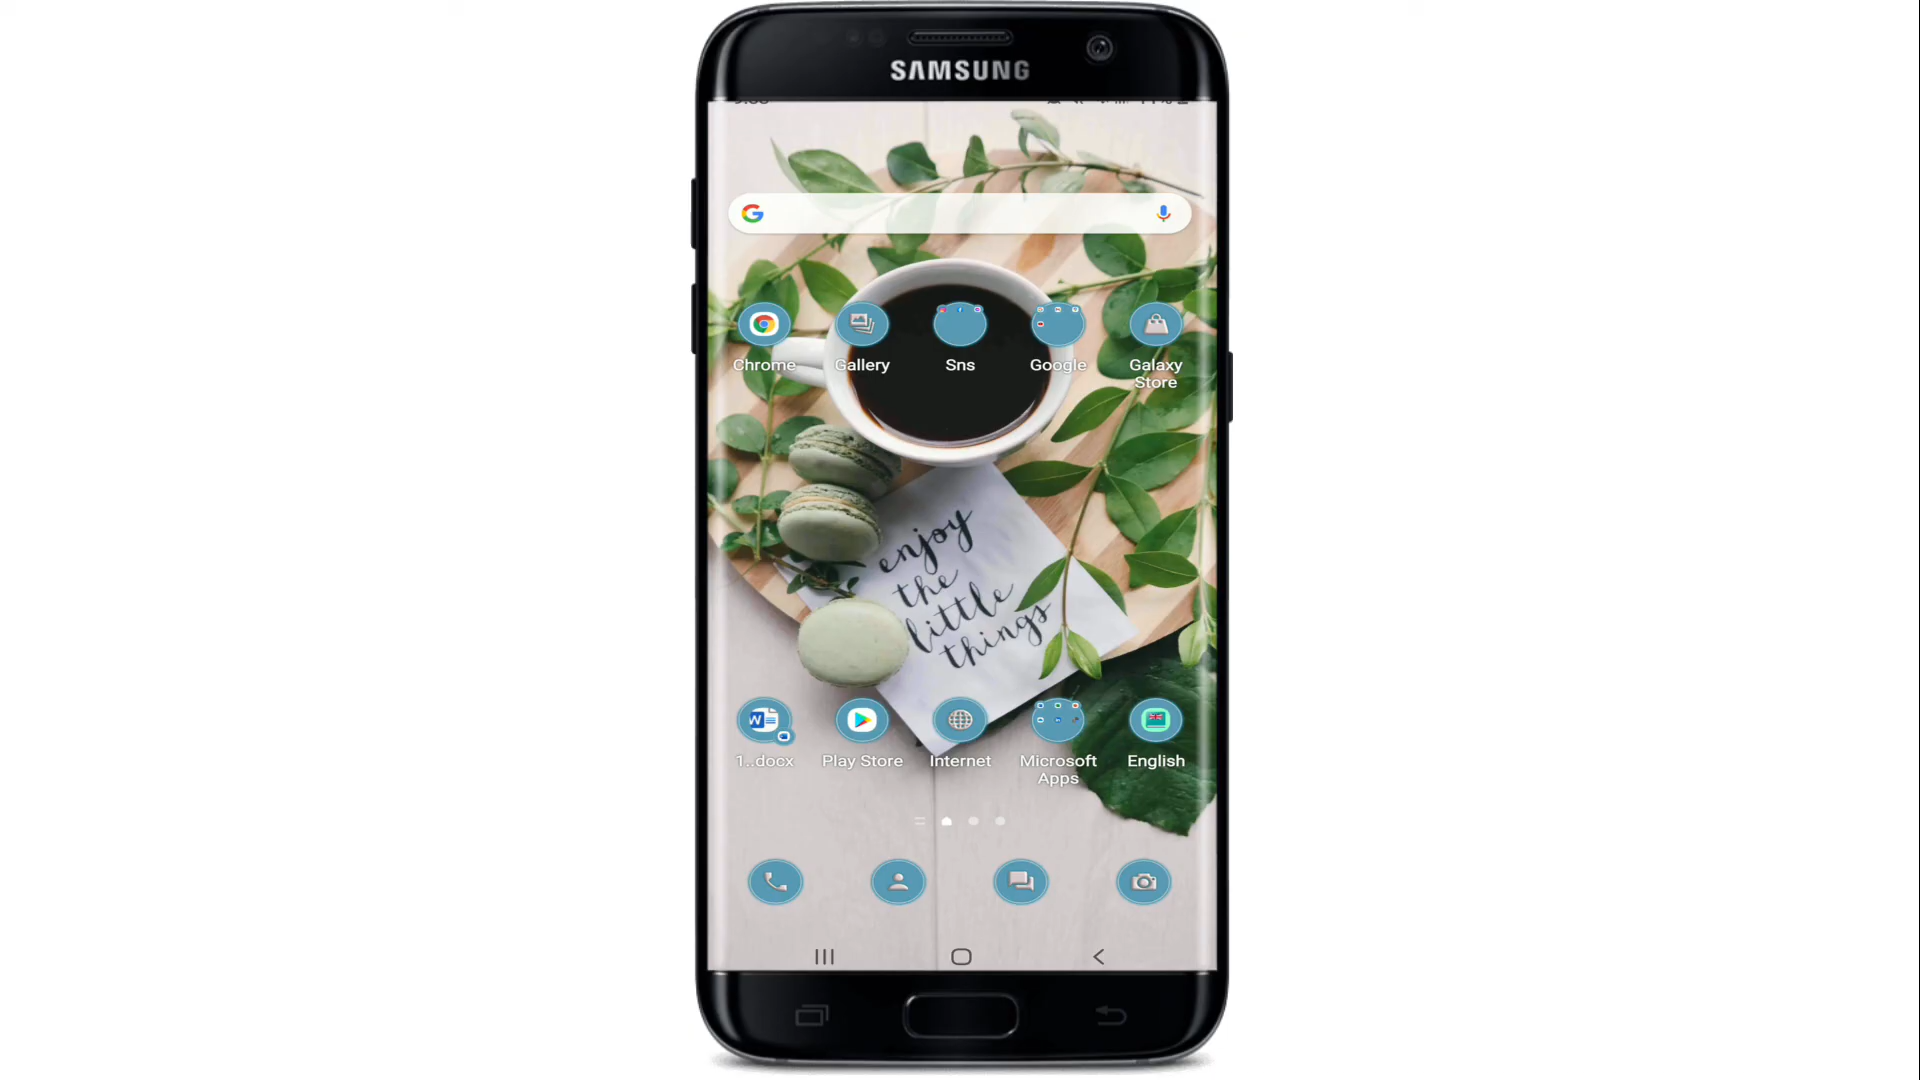 SAMSUNG
Chrome
Gallery
Sns
Google
Galaxy
Store
enjoy
the
little
things
1..docx
Play Store
Internet
Microsoft
Apps
English